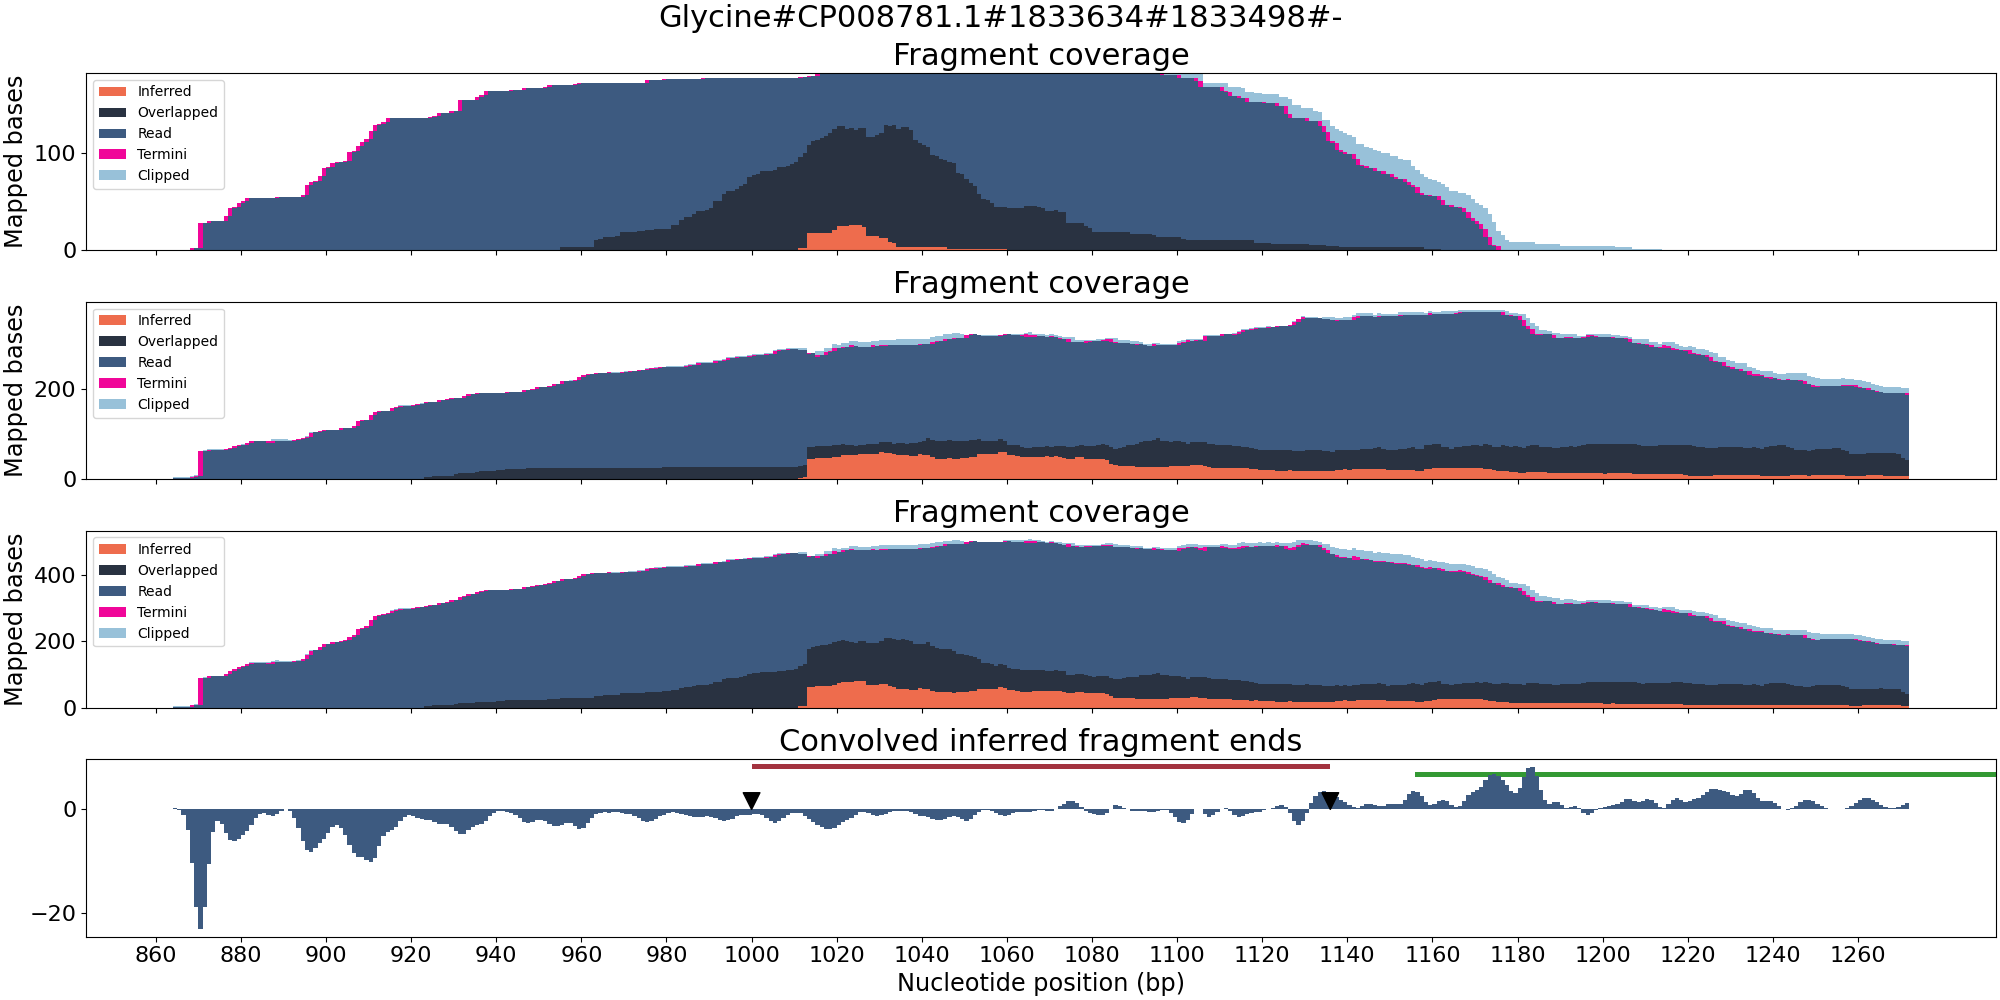 Glycine#CP008781.1#1833634#1833498#-
Fragment coverage
Mapped bases
100
0
Inferred
Overlapped
Read
Termini
Clipped
Fragment coverage
Mapped bases
200
0
Inferred
Overlapped
Read
Termini
Clipped
Fragment coverage
Mapped bases
400
200
0
Inferred
Overlapped
Read
Termini
Clipped
Convolved inferred fragment ends
0
−20
860 880 900 920 940 960 980 1000 1020 1040 1060 1080 1100 1120 1140 1160 1180 1200 1220 1240 1260
Nucleotide position (bp)